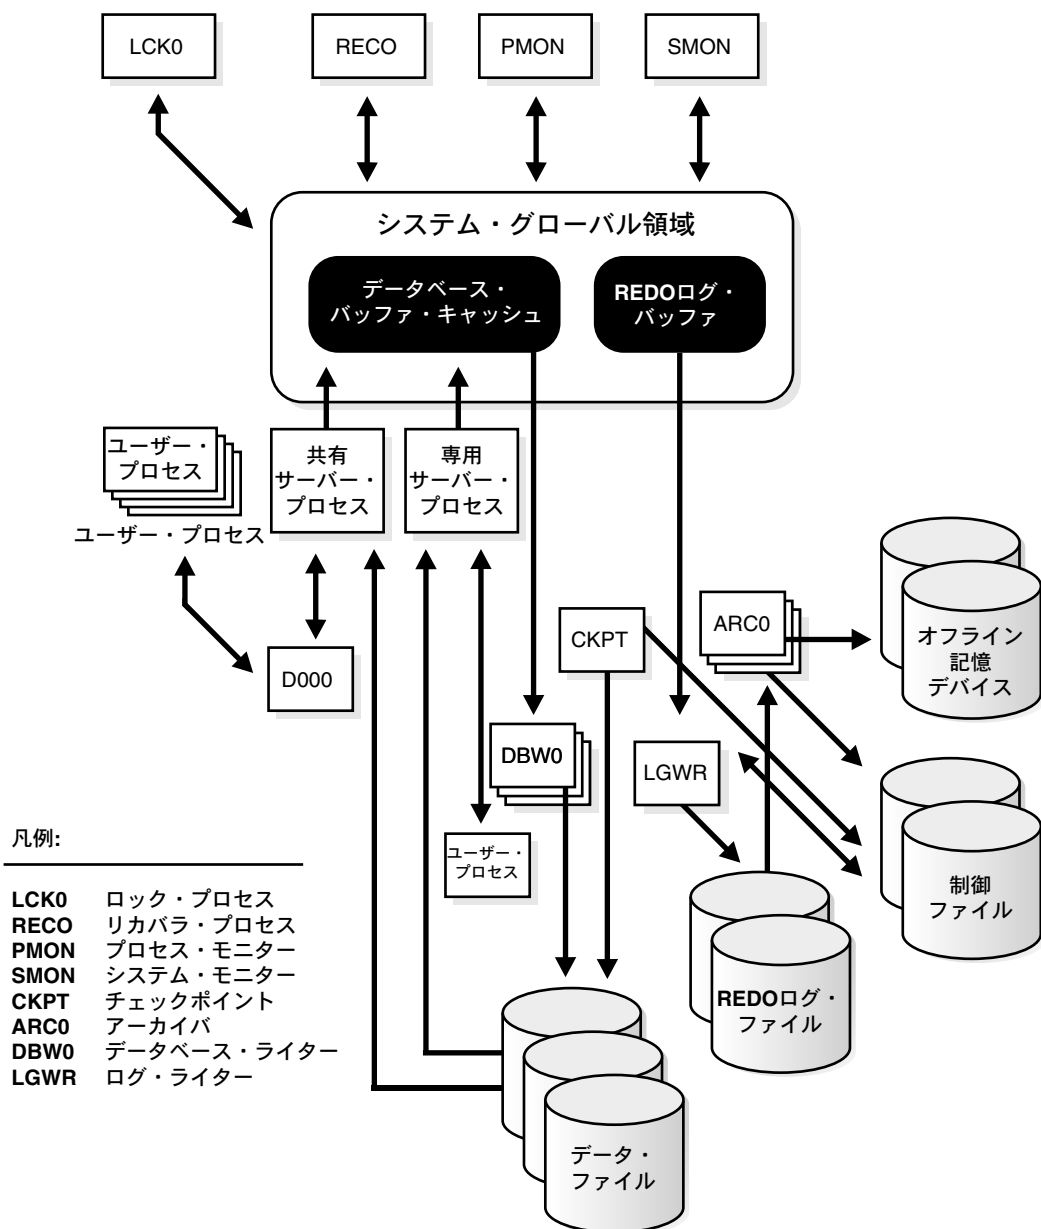 LCK0
RECO
PMON
SMON
システム・グローバル領域
データベース・
バッファ・キャッシュ
REDOログ・
バッファ
ユーザー・
プロセス
ユーザー・プロセス
共有
サーバー・
プロセス
専用
サーバー・
プロセス
D000
CKPT
ARC0
オフライン
記憶
デバイス
DBW0
LGWR
ユーザー・
プロセス
制御
ファイル
REDOログ・
ファイル
データ・
ファイル
凡例:
LCK0 ロック・プロセス
RECO リカバラ・プロセス
PMON プロセス・モニター
SMON システム・モニター
CKPT チェックポイント
ARC0 アーカイバ
DBW0 データベース・ライター
LGWR ログ・ライター